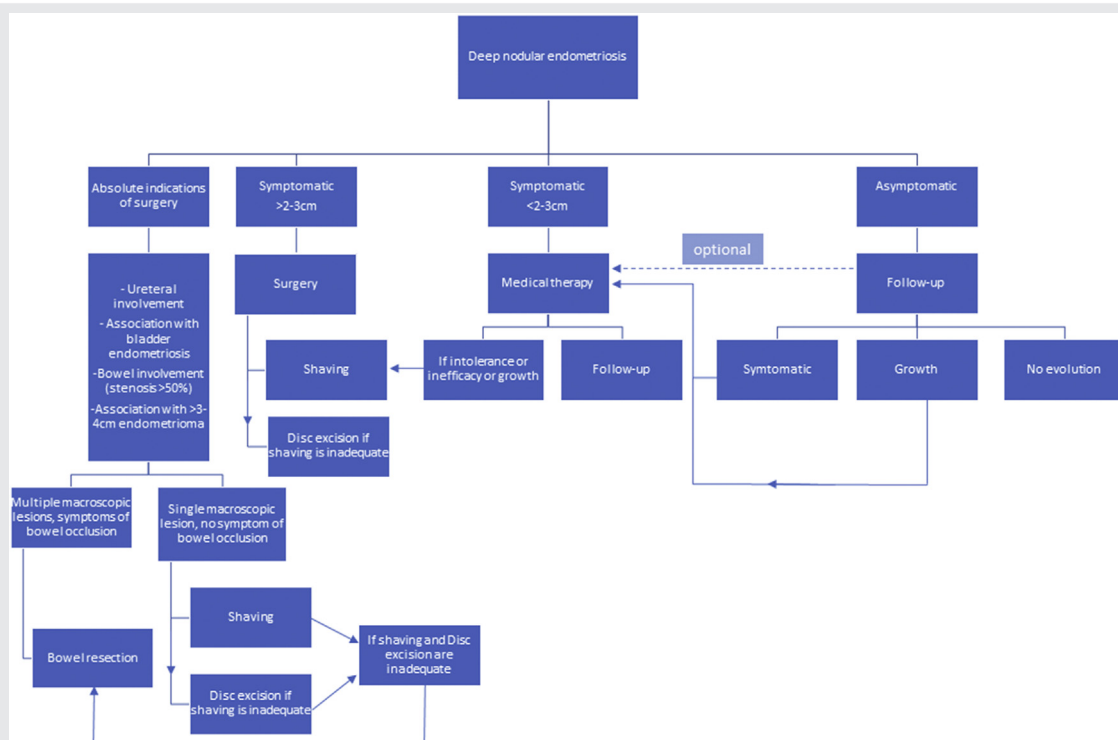 Deep nodular endometriosis
Absolute indications
of surgery
Symptomatic
>2-3cm
Symptomatic
<2-3cm
Asymptomatic
optional
- Ureteral
involvement
- Association with
bladder
endometriosis
-Bowel involvement
(stenosis>50%)
-Association with >3-
4cm endometrioma
Surgery
Medical therapy
Follow-up
Shaving
If intolerance or
inefficacy or growth
Follow-up
Symtomatic
Growth
No evolution
Disc excision if
shaving is inadequate
Multiple macroscopic
lesions, symptoms of
bowel occlusion
Single macroscopic
lesion, no symptom of
bowel occlusion
Shaving
If shaving and Disc
excision are
inadequate
Bowel resection
Disc excision if
shaving is inadequate